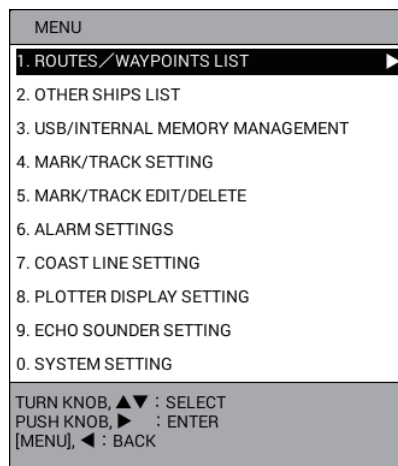 MENU
1. ROUTES／WAYPOINTS LIST ▶
2. OTHER SHIPS LIST
3. USB/INTERNAL MEMORY MANAGEMENT
4. MARK/TRACK SETTING
5. MARK/TRACK EDIT/DELETE
6. ALARM SETTINGS
7. COAST LINE SETTING
8. PLOTTER DISPLAY SETTING
9. ECHO SOUNDER SETTING
0. SYSTEM SETTING
TURN KNOB, ▲▼ : SELECT
PUSH KNOB, ▶ : ENTER
[MENU], ◀ : BACK